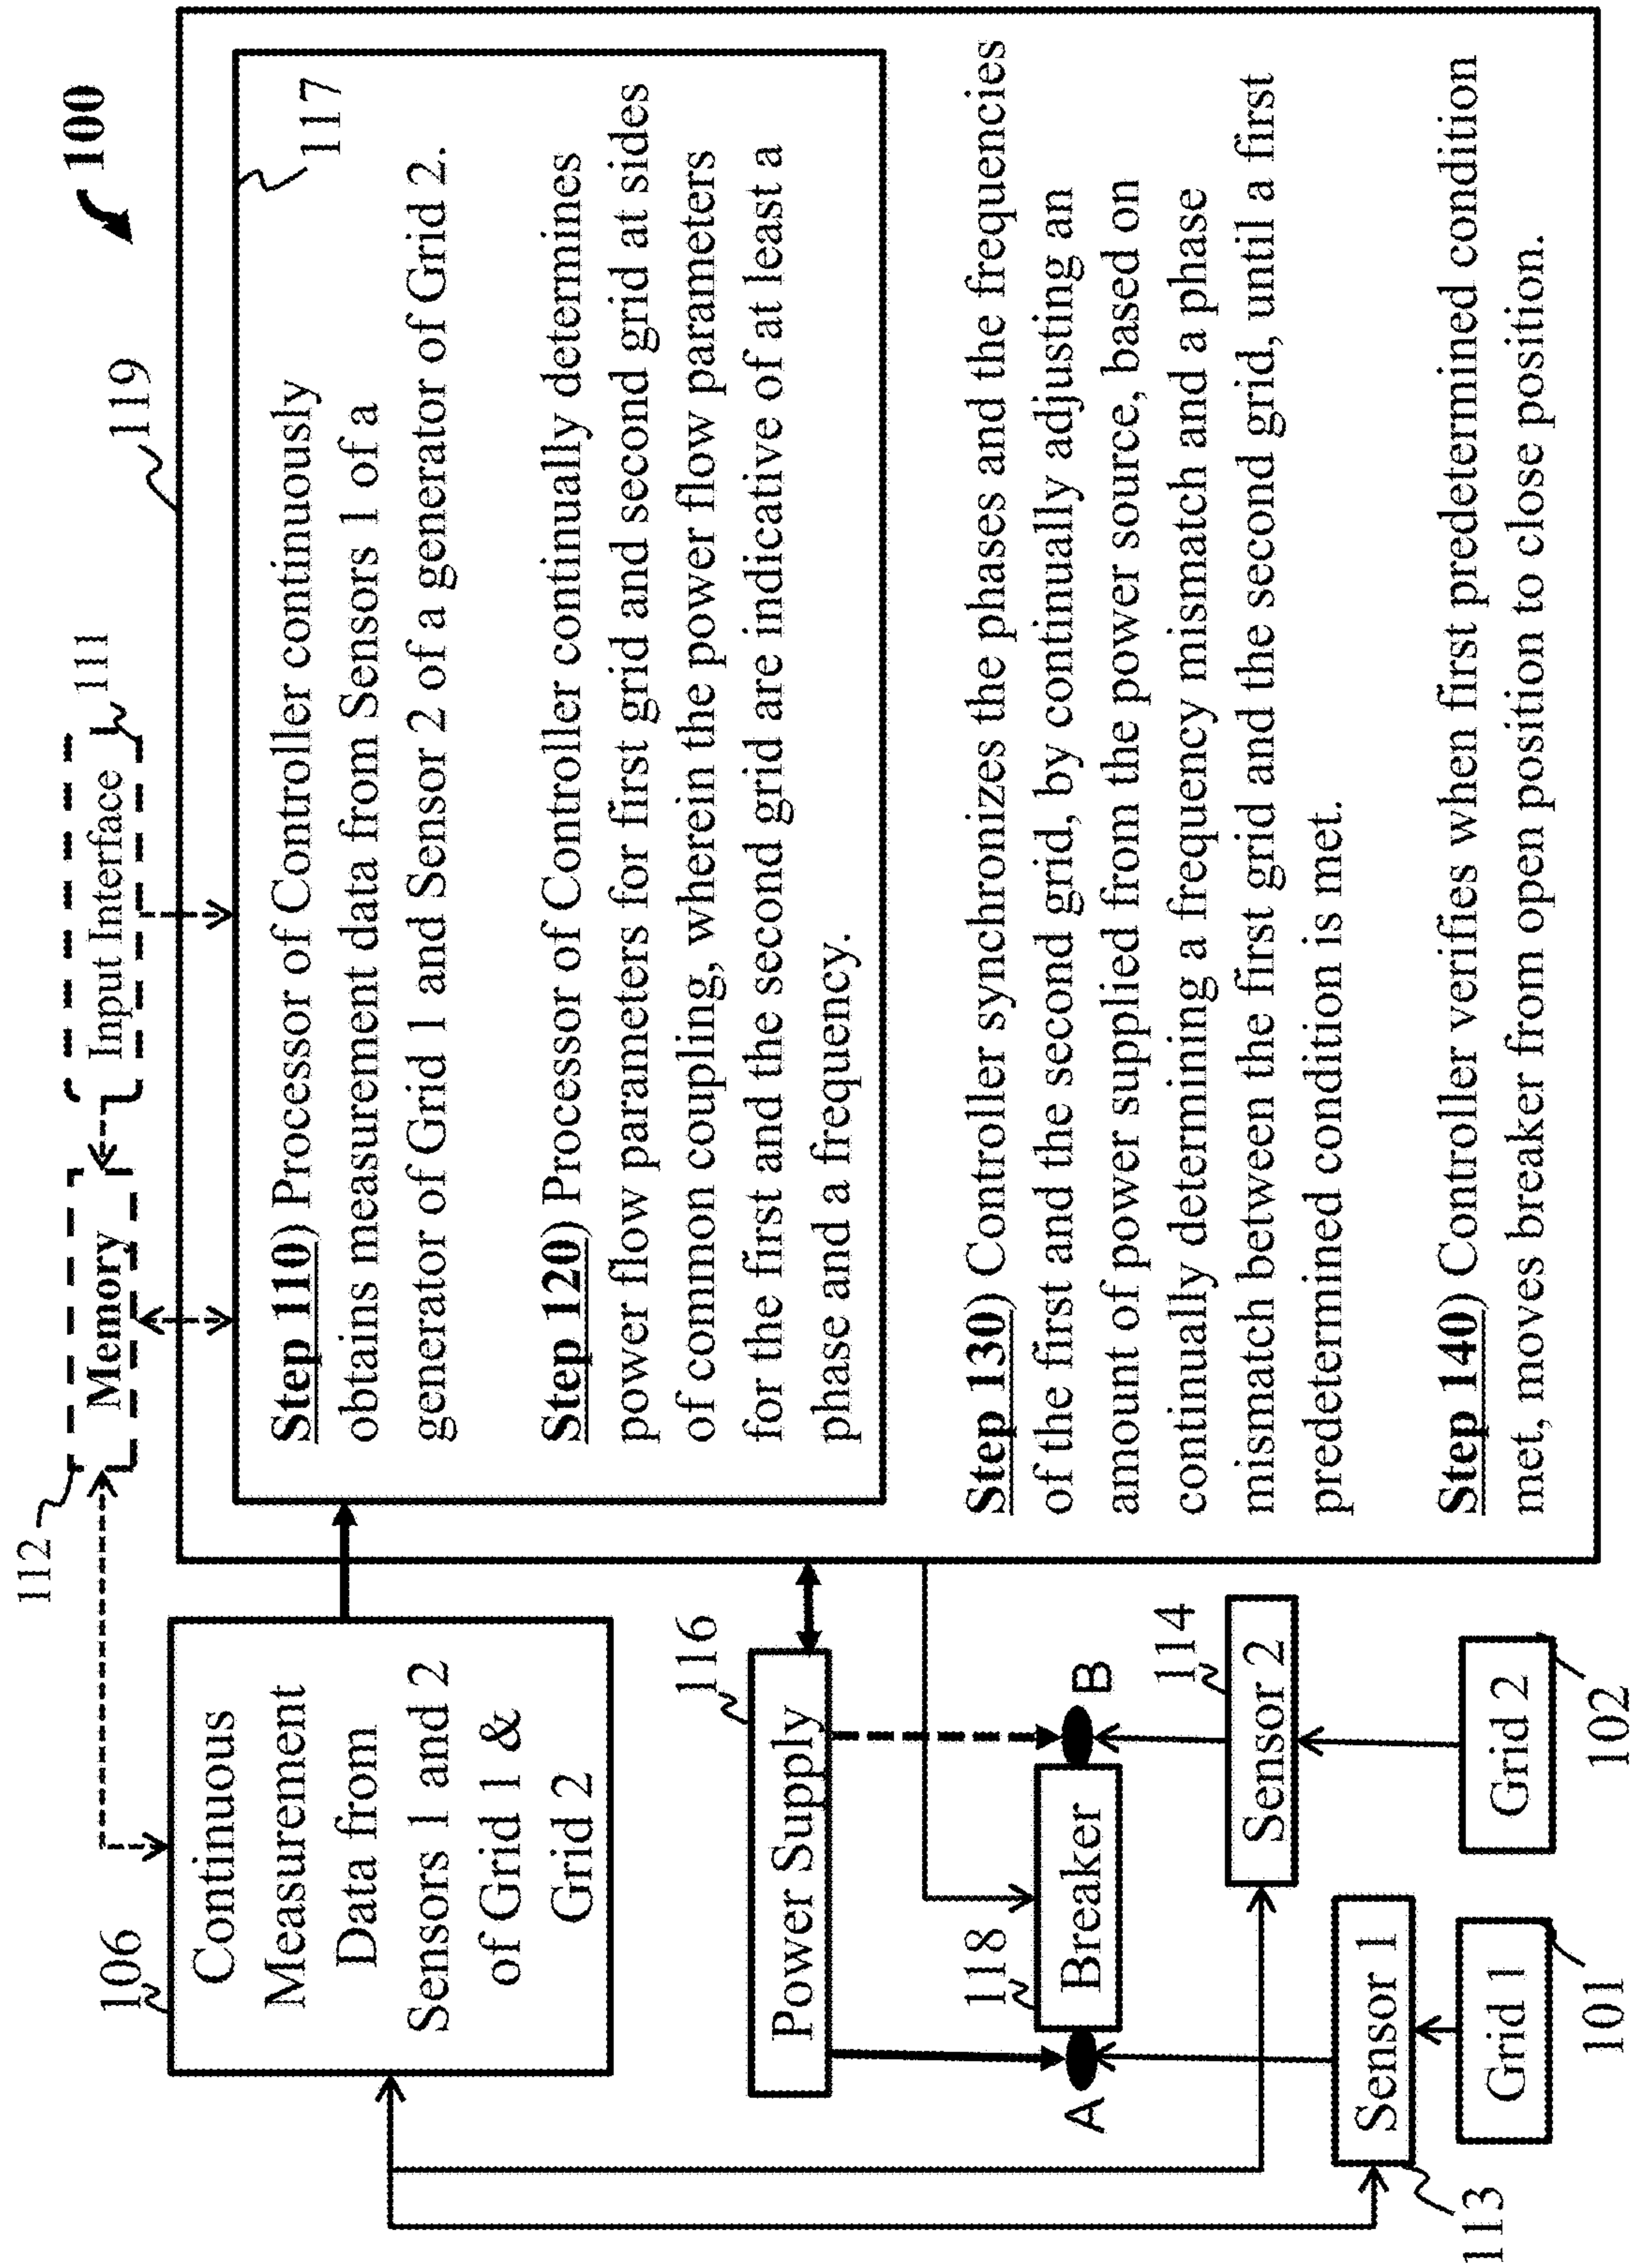 100
112
Memory
Input Interface
111
119
106
Continuous
Measurement
Data from
Sensors 1 and 2
of Grid 1 &
Grid 2
117
Step 110) Processor of Controller continuously
obtains measurement data from Sensors 1 of a
generator of Grid 1 and Sensor 2 of a generator of Grid 2.
Step 120) Processor of Controller continually determines
power flow parameters for first grid and second grid at sides
of common coupling, wherein the power flow parameters
for the first and the second grid are indicative of at least a
phase and a frequency.
Step 130) Controller synchronizes the phases and the frequencies
of the first and the second grid, by continually adjusting an
amount of power supplied from the power source, based on
continually determining a frequency mismatch and a phase
mismatch between the first grid and the second grid, until a first
predetermined condition is met.
Step 140) Controller verifies when first predetermined condition
met, moves breaker from open position to close position.
116
Power Supply
118
A
Breaker
B
114
Sensor 2
Sensor 1
113
Grid 1
101
Grid 2
102